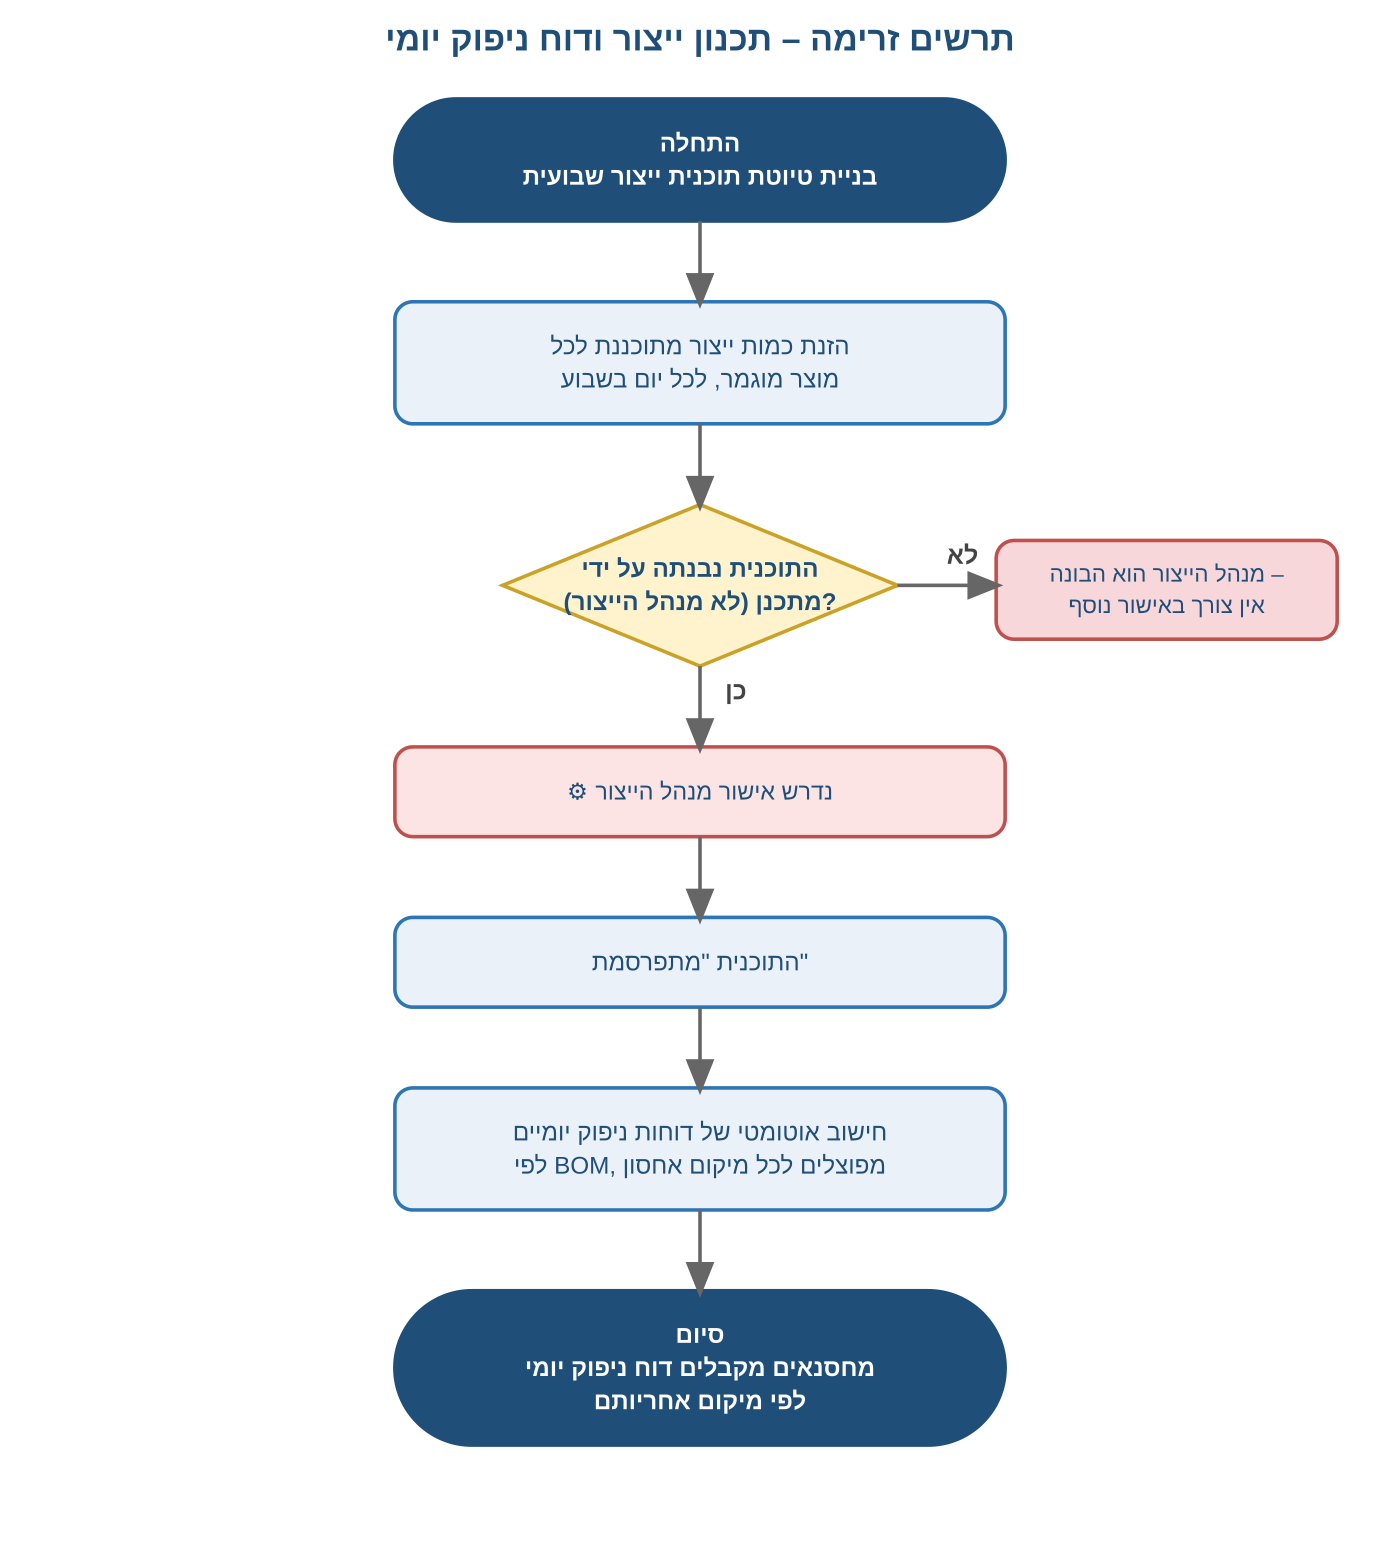 תרשים זרימה – תכנון ייצור ודוח ניפוק יומי
התחלה
בניית טיוטת תוכנית ייצור שבועית
הזנת כמות ייצור מתוכננת לכל
מוצר מוגמר, לכל יום בשבוע
התוכנית נבנתה על ידי
מתכנן (לא מנהל הייצור)?
לא
מנהל הייצור הוא הבונה –
אין צורך באישור נוסף
כן
נדרש אישור מנהל הייצור ⚙
"התוכנית "מתפרסמת
חישוב אוטומטי של דוחות ניפוק יומיים
מפוצלים לכל מיקום אחסון, BOM לפי
סיום
מחסנאים מקבלים דוח ניפוק יומי
לפי מיקום אחריותם